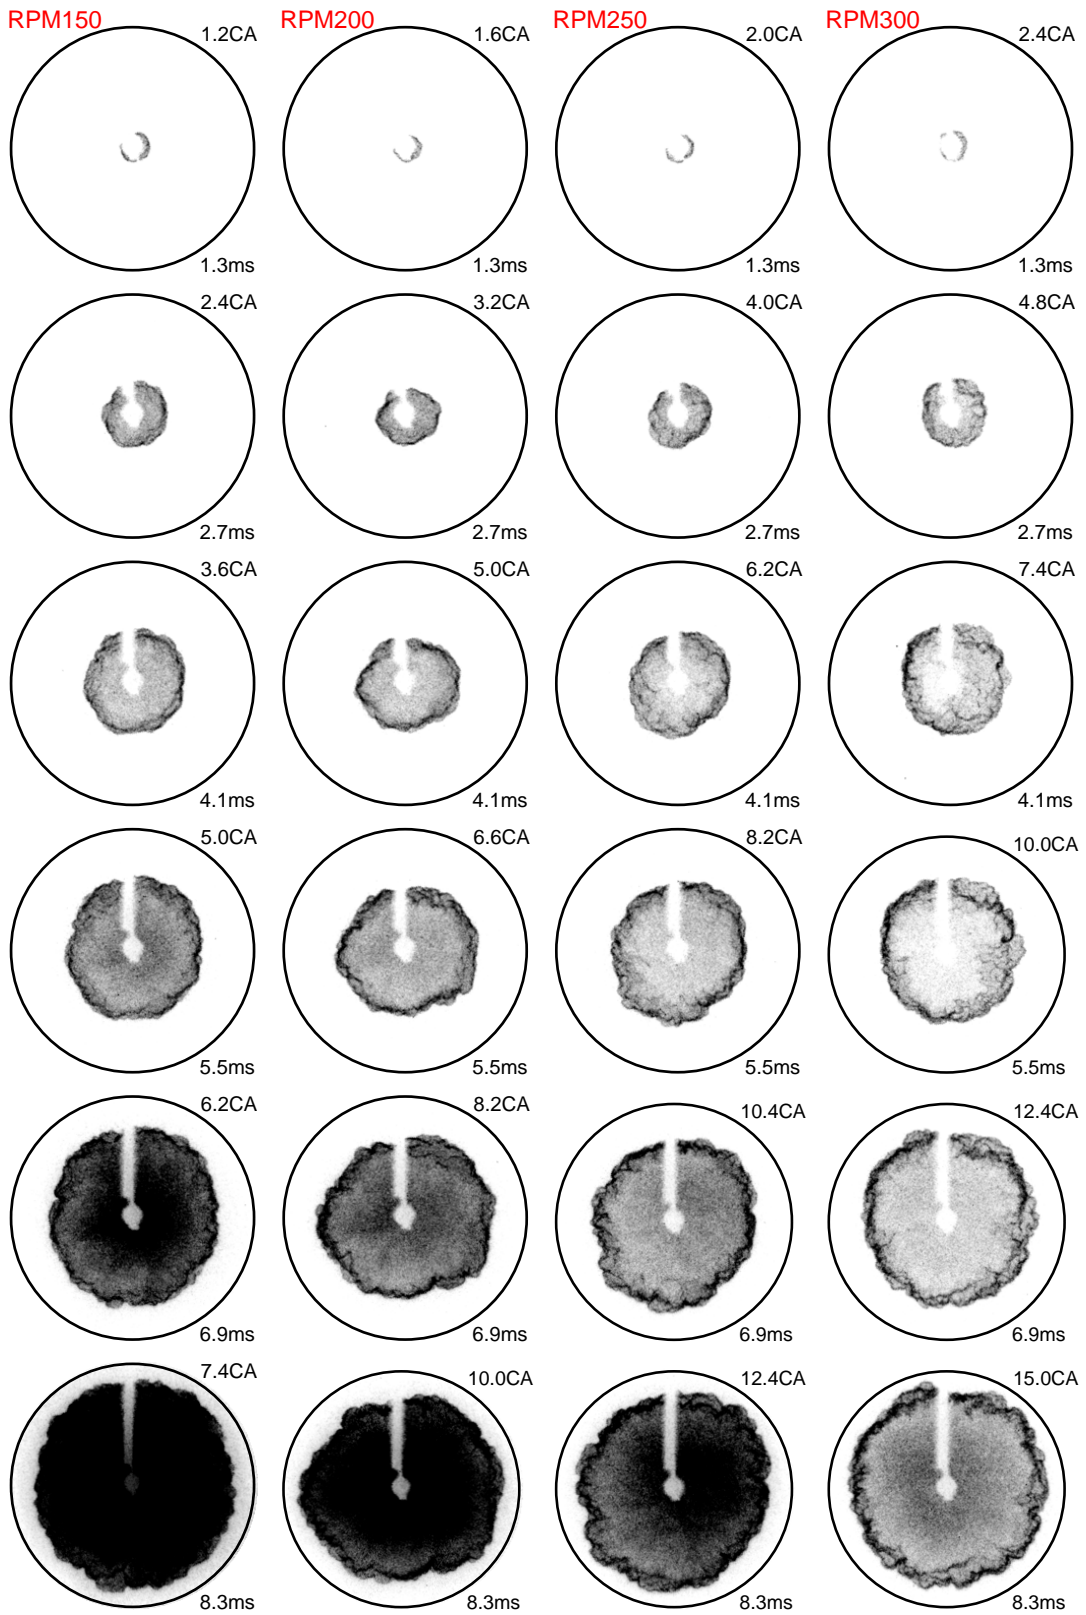 RPM150 RPM200 RPM250 RPM300
1.2CA 1.6CA 2.0CA 2.4CA
1.3ms 1.3ms 1.3ms 1.3ms
2.4CA 3.2CA 4.0CA 4.8CA
2.7ms 2.7ms 2.7ms 2.7ms
3.6CA 5.0CA 6.2CA 7.4CA
4.1ms 4.1ms 4.1ms 4.1ms
5.0CA 6.6CA 8.2CA 10.0CA
5.5ms 5.5ms 5.5ms 5.5ms
6.2CA 8.2CA 10.4CA 12.4CA
6.9ms 6.9ms 6.9ms 6.9ms
7.4CA 10.0CA 12.4CA 15.0CA
8.3ms 8.3ms 8.3ms 8.3ms